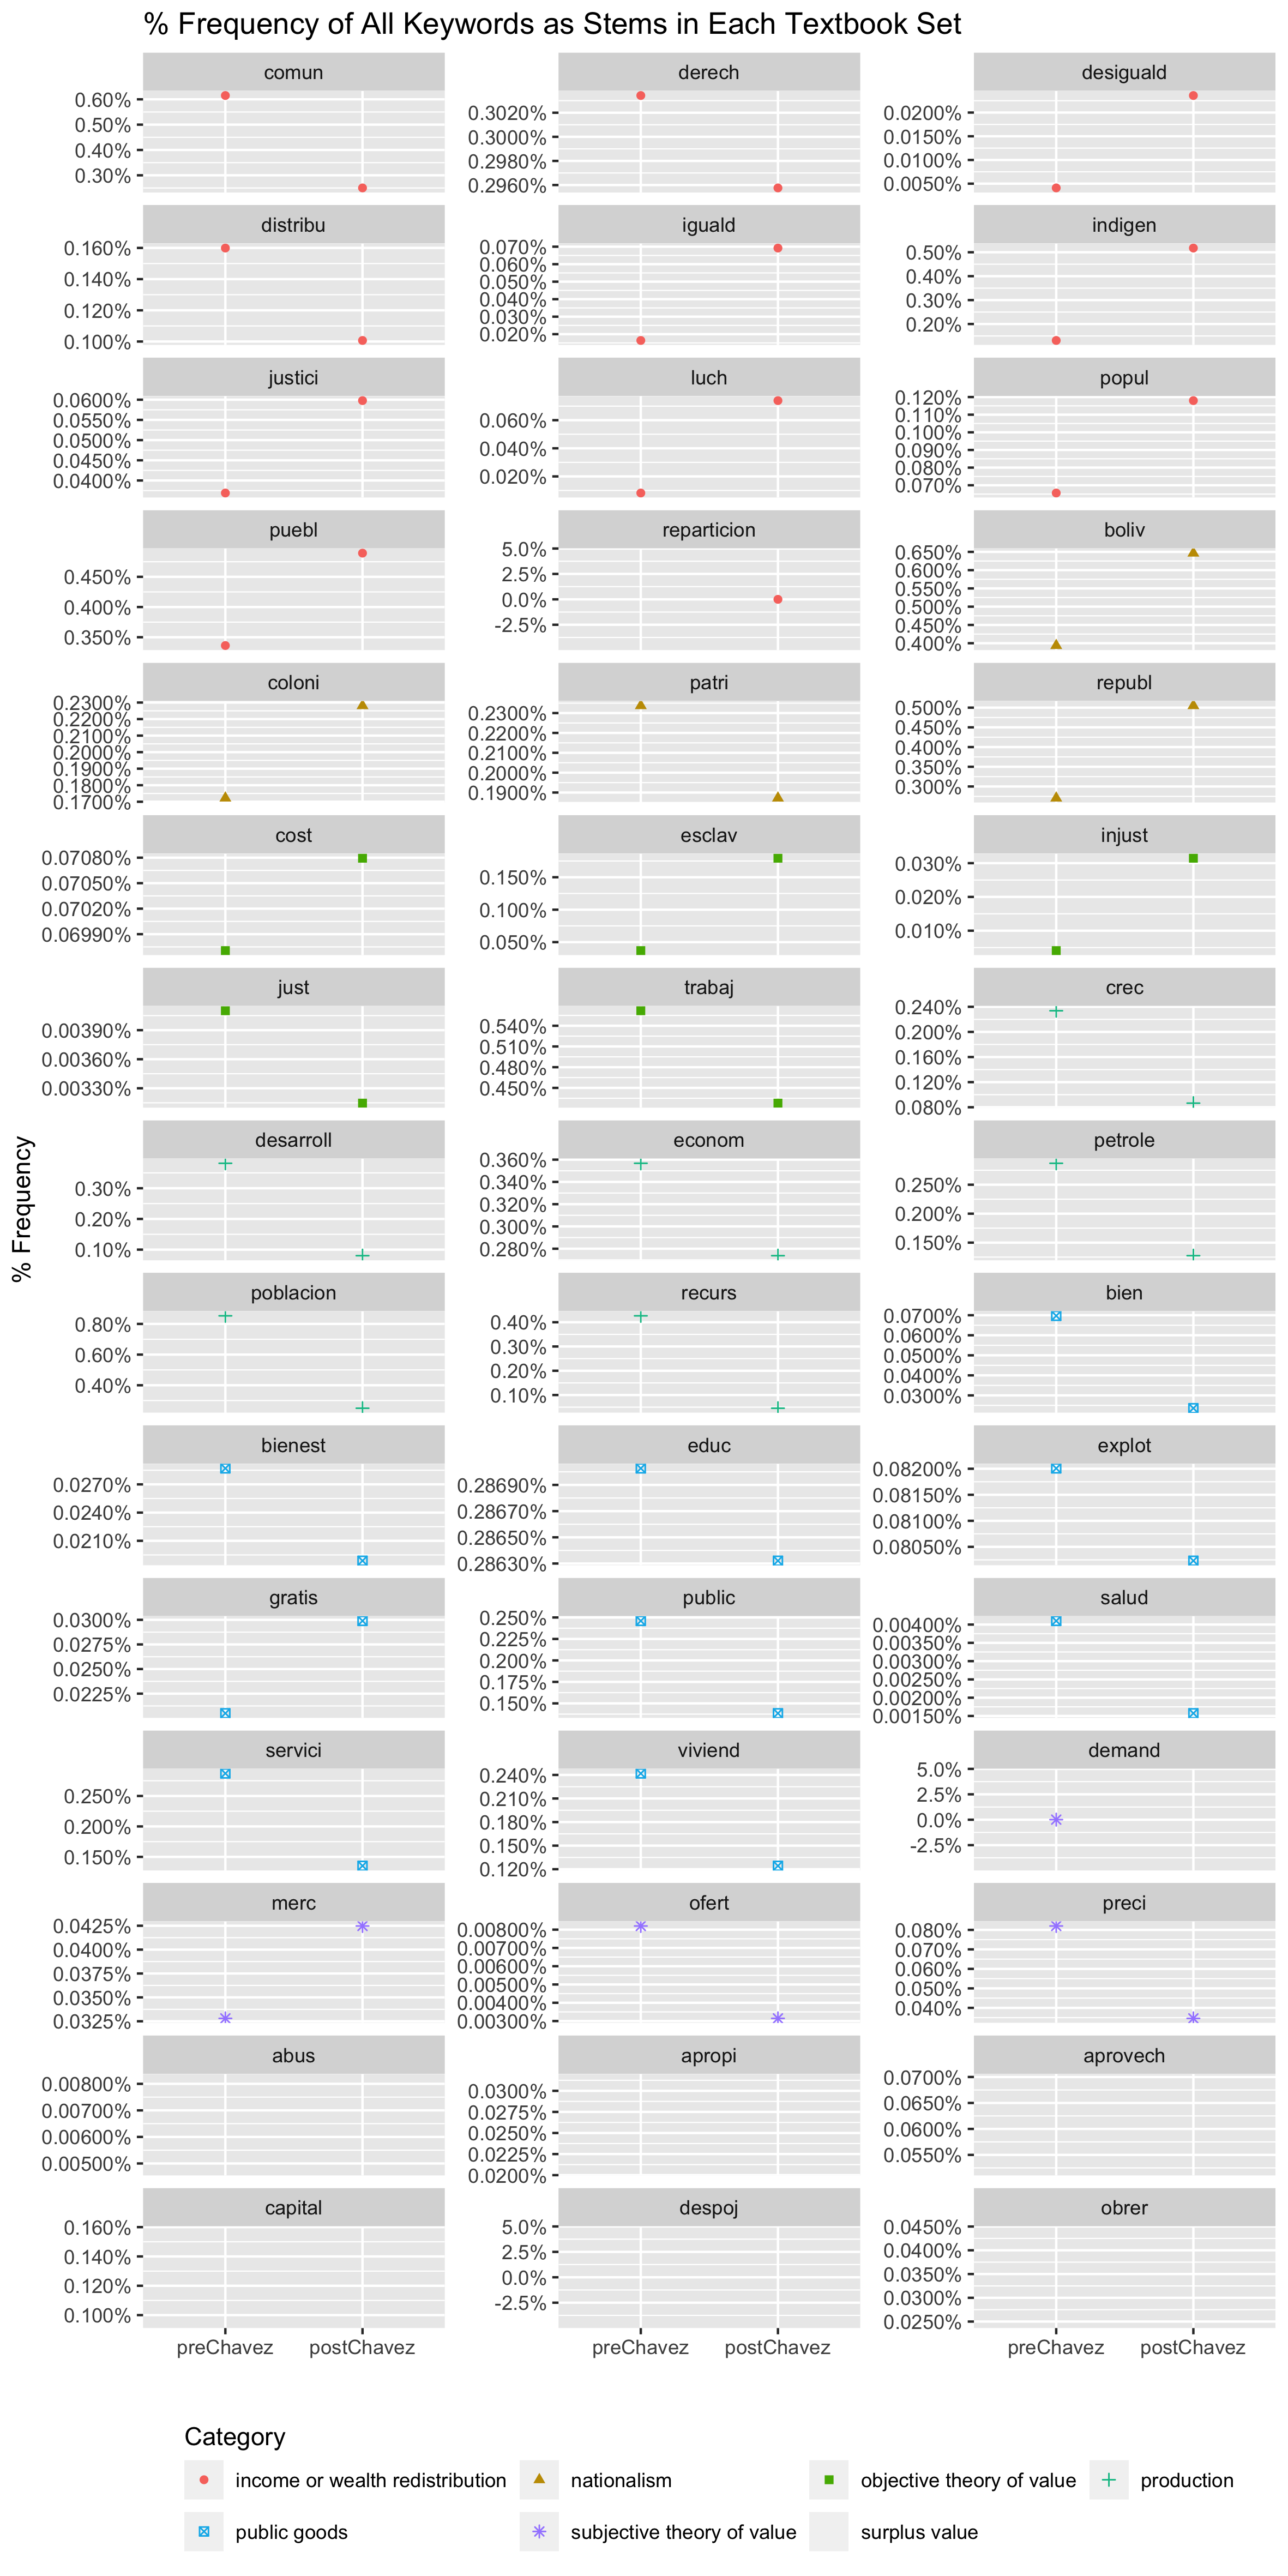 % Frequency of All Keywords as Stems in Each Textbook Set
comun derech desiguald
0.60% 0.50% 0.40% 0.30%
0.3020% 0.3000% 0.2980% 0.2960%
0.0200% 0.0150% 0.0100% 0.0050%
distribu iguald indigen
0.160% 0.140% 0.120% 0.100%
0.070% 0.060% 0.050% 0.040% 0.030% 0.020%
0.50% 0.40% 0.30% 0.20%
justici luch popul
0.0600% 0.0550% 0.0500% 0.0450% 0.0400%
0.060% 0.040% 0.020%
0.120% 0.110% 0.100% 0.090% 0.080% 0.070%
puebl reparticion boliv
0.450% 0.400% 0.350%
5.0% 2.5% 0.0% -2.5%
0.650% 0.600% 0.550% 0.500% 0.450% 0.400%
coloni patri republ
0.2300% 0.2200% 0.2100% 0.2000% 0.1900% 0.1800% 0.1700%
0.2300% 0.2200% 0.2100% 0.2000% 0.1900%
0.500% 0.450% 0.400% 0.350% 0.300%
cost esclav injust
0.07080% 0.07050% 0.07020% 0.06990%
0.150% 0.100% 0.050%
0.030% 0.020% 0.010%
just trabaj crec
0.00390% 0.00360% 0.00330%
0.540% 0.510% 0.480% 0.450%
0.240% 0.200% 0.160% 0.120% 0.080%
desarroll econom petrole
0.30% 0.20% 0.10%
0.360% 0.340% 0.320% 0.300% 0.280%
0.250% 0.200% 0.150%
poblacion recurs bien
0.80% 0.60% 0.40%
0.40% 0.30% 0.20% 0.10%
0.0700% 0.0600% 0.0500% 0.0400% 0.0300%
bienest educ explot
0.0270% 0.0240% 0.0210%
0.28690% 0.28670% 0.28650% 0.28630%
0.08200% 0.08150% 0.08100% 0.08050%
gratis public salud
0.0300% 0.0275% 0.0250% 0.0225%
0.250% 0.225% 0.200% 0.175% 0.150%
0.00400% 0.00350% 0.00300% 0.00250% 0.00200% 0.00150%
servici viviend demand
0.250% 0.200% 0.150%
0.240% 0.210% 0.180% 0.150% 0.120%
5.0% 2.5% 0.0% -2.5%
merc ofert preci
0.0425% 0.0400% 0.0375% 0.0350% 0.0325%
0.00800% 0.00700% 0.00600% 0.00500% 0.00400% 0.00300%
0.080% 0.070% 0.060% 0.050% 0.040%
abus apropi aprovech
0.00800% 0.00700% 0.00600% 0.00500%
0.0300% 0.0275% 0.0250% 0.0225% 0.0200%
0.0700% 0.0650% 0.0600% 0.0550%
capital despoj obrer
0.160% 0.140% 0.120% 0.100%
5.0% 2.5% 0.0% -2.5%
0.0450% 0.0400% 0.0350% 0.0300% 0.0250%
preChavez postChavez preChavez postChavez preChavez postChavez
% Frequency
Category
income or wealth redistribution nationalism objective theory of value production
public goods subjective theory of value surplus value